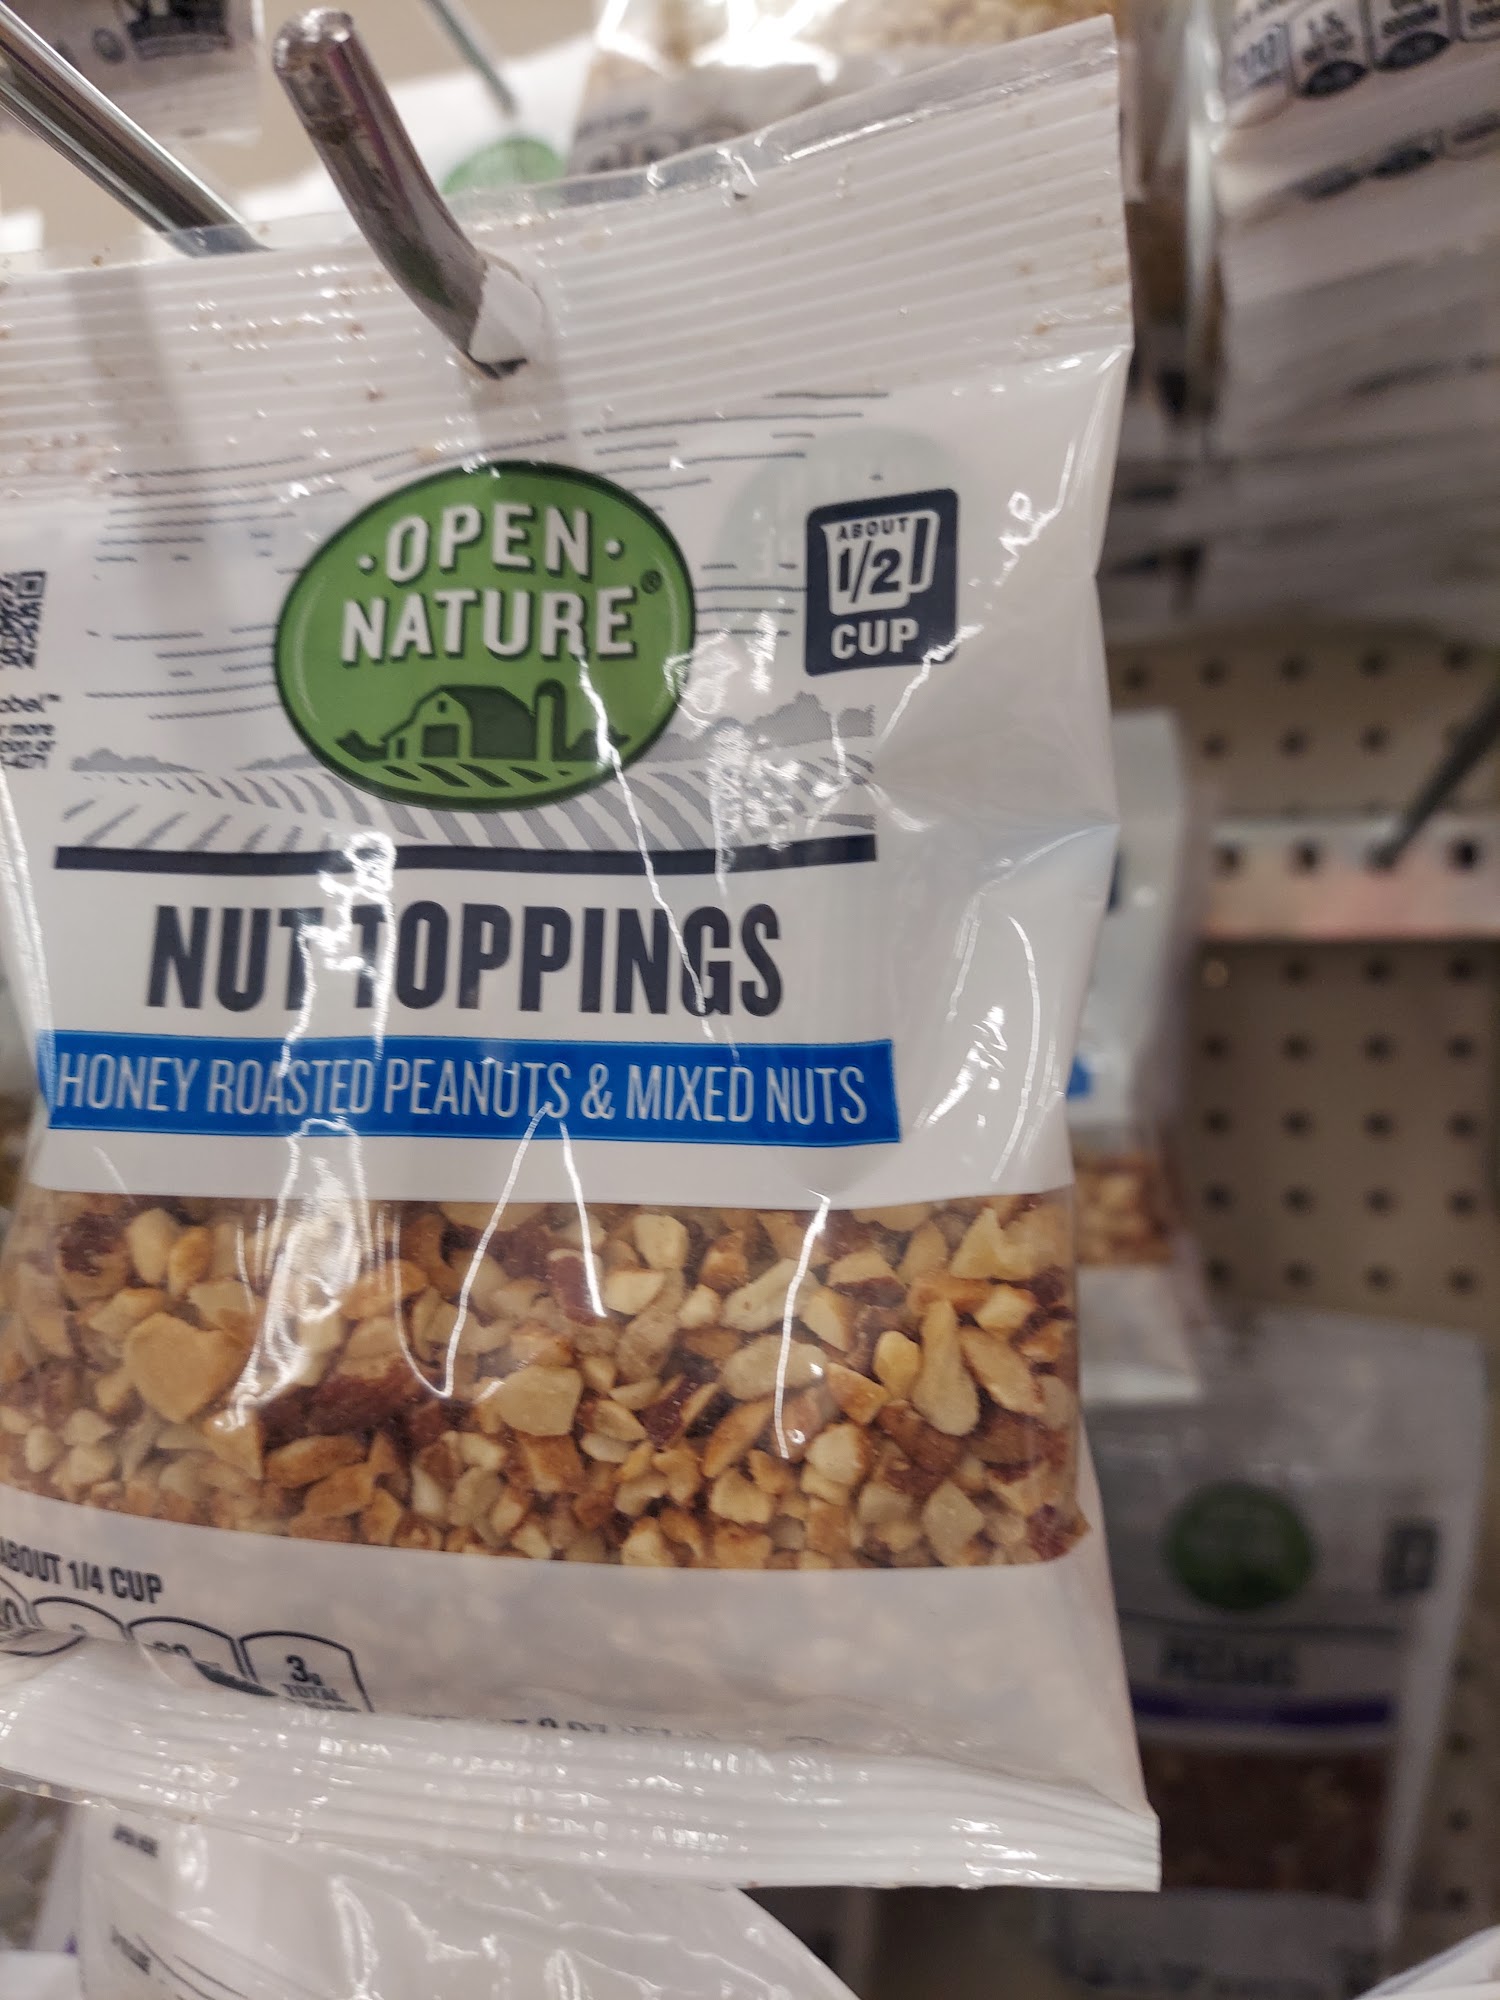 OPEN
NATURE®
ABOUT
1/2
CUP
NUT TOPPINGS
HONEY ROASTED PEANUTS & MIXED NUTS
ABOUT 1/4 CUP
3g
TOTAL
PECANS